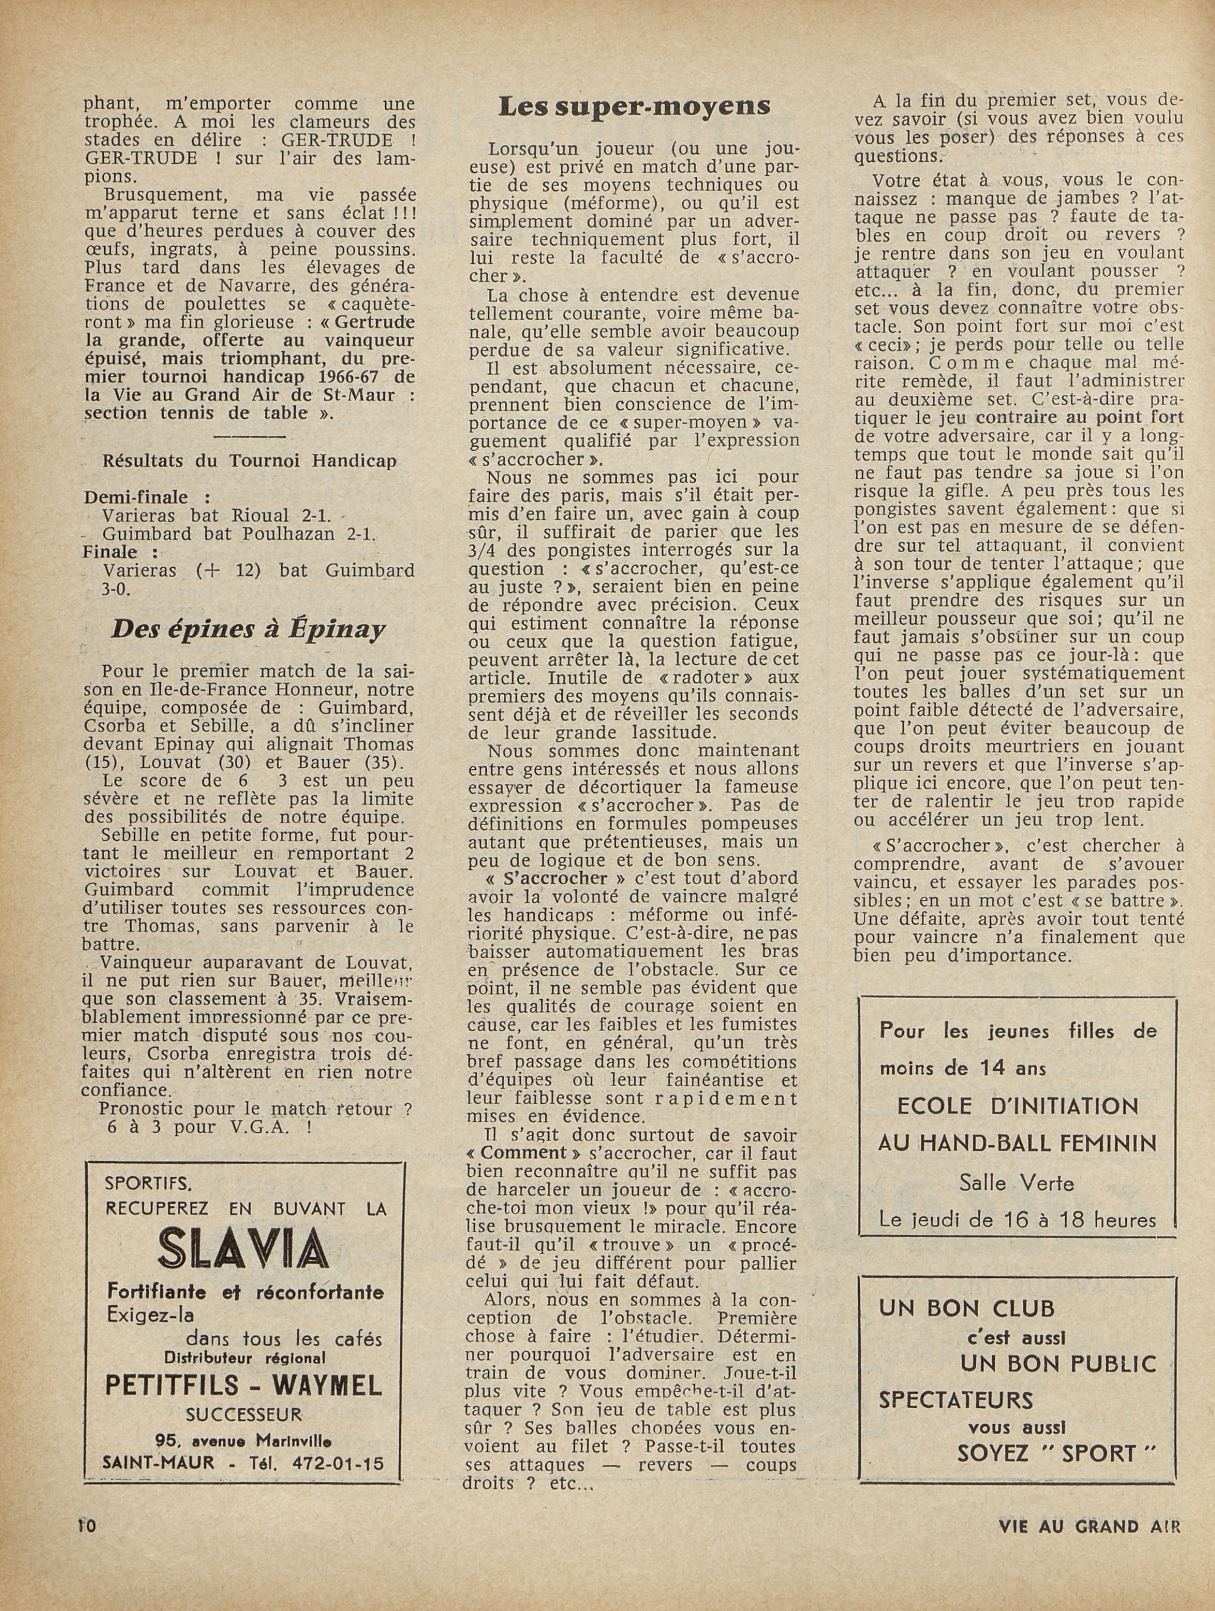 phant, m'emporter comme une
trophée. A moi les clameurs des
stades en délire : GER-TRUDE !
GER-TRUDE ! sur l'air des lam-
pions.
Brusquement, ma vie passée
m'apparut terne et sans éclat !!!
que d'heures perdues à couver des
œufs, ingrats, à peine poussins.
Plus tard dans les élevages de
France et de Navarre, des généra-
tions de poulettes se « caquète-
ront » ma fin glorieuse : « Gertrude
la grande, offerte au vainqueur
épuisé, mais triomphant, du pre-
mier tournoi handicap 1966-67 de
la Vie au Grand Air de St-Maur :
section tennis de table ».
Résultats du Tournoi Handicap
Demi-finale :
Varieras bat Rioual 2-1.
Guimbard bat Poulhazan 2-1.
Finale :
Varieras (+ 12) bat Guimbard
3-0.
Des épines à Épinay
Pour le premier match de la sai-
son en Ile-de-France Honneur, notre
équipe, composée de : Guimbard,
Csorba et Sebille, a dû s'incliner
devant Epinay qui alignait Thomas
(15), Louvat (30) et Bauer (35).
Le score de 6 3 est un peu
sévère et ne reflète pas la limite
des possibilités de notre équipe.
Sebille en petite forme, fut pour-
tant le meilleur en remportant 2
victoires sur Louvat et Bauer.
Guimbard commit l'imprudence
d'utiliser toutes ses ressources con-
tre Thomas, sans parvenir à le
battre.
Vainqueur auparavant de Louvat,
il ne put rien sur Bauer, meilleur
que son classement à 35. Vraisem-
blablement impressionné par ce pre-
mier match disputé sous nos cou-
leurs, Csorba enregistra trois dé-
faites qui n'altèrent en rien notre
confiance.
Pronostic pour le match retour ?
6 à 3 pour V.G.A. !
SPORTIFS.
RECUPEREZ EN BUVANT LA
SLAVIA
Fortifiante et réconfortante
Exigez-la
dans tous les cafés
Distributeur régional
PETITFILS - WAYMEL
SUCCESSEUR
95, avenue Marinville
SAINT-MAUR - Tél. 472-01-15
Les super-moyens
Lorsqu'un joueur (ou une jou-
euse) est privé en match d'une par-
tie de ses moyens techniques ou
physique (méforme), ou qu'il est
simplement dominé par un adver-
saire techniquement plus fort, il
lui reste la faculté de « s'accro-
cher ».
La chose à entendre est devenue
tellement courante, voire même ba-
nale, qu'elle semble avoir beaucoup
perdue de sa valeur significative.
Il est absolument nécessaire, ce-
pendant, que chacun et chacune,
prennent bien conscience de l'im-
portance de ce « super-moyen » va-
guement qualifié par l'expression
« s'accrocher ».
Nous ne sommes pas ici pour
faire des paris, mais s'il était per-
mis d'en faire un, avec gain à coup
sûr, il suffirait de parier que les
3/4 des pongistes interrogés sur la
question : « s'accrocher, qu'est-ce
au juste ? », seraient bien en peine
de répondre avec précision. Ceux
qui estiment connaître la réponse
ou ceux que la question fatigue,
peuvent arrêter là, la lecture de cet
article. Inutile de « radoter » aux
premiers des moyens qu'ils connais-
sent déjà et de réveiller les seconds
de leur grande lassitude.
Nous sommes donc maintenant
entre gens intéressés et nous allons
essayer de décortiquer la fameuse
expression « s'accrocher ». Pas de
définitions en formules pompeuses
autant que prétentieuses, mais un
peu de logique et de bon sens.
« S'accrocher » c'est tout d'abord
avoir la volonté de vaincre malgré
les handicaps : méforme ou infé-
riorité physique. C'est-à-dire, ne pas
baisser automatiquement les bras
en présence de l'obstacle. Sur ce
point, il ne semble pas évident que
les qualités de courage soient en
cause, car les faibles et les fumistes
ne font, en général, qu'un très
bref passage dans les compétitions
d'équipes où leur fainéantise et
leur faiblesse sont rapidement
mises en évidence.
Il s'agit donc surtout de savoir
« Comment » s'accrocher, car il faut
bien reconnaître qu'il ne suffit pas
de harceler un joueur de : « accro-
che-toi mon vieux !» pour qu'il réa-
lise brusquement le miracle. Encore
faut-il qu'il « trouve » un « procé-
dé » de jeu différent pour pallier
celui qui lui fait défaut.
Alors, nous en sommes à la con-
ception de l'obstacle. Première
chose à faire : l'étudier. Détermi-
ner pourquoi l'adversaire est en
train de vous dominer. Joue-t-il
plus vite ? Vous empêche-t-il d'at-
taquer ? Son jeu de table est plus
sûr ? Ses balles chopées vous en-
voient au filet ? Passe-t-il toutes
ses attaques — revers — coups
droits ? etc...
A la fin du premier set, vous de-
vez savoir (si vous avez bien voulu
vous les poser) des réponses à ces
questions.
Votre état à vous, vous le con-
naissez : manque de jambes ? l'at-
taque ne passe pas ? faute de ta-
bles en coup droit ou revers ?
je rentre dans son jeu en voulant
attaquer ? en voulant pousser ?
etc... à la fin, donc, du premier
set vous devez connaître votre obs-
tacle. Son point fort sur moi c'est
« ceci» ; je perds pour telle ou telle
raison. Comme chaque mal mé-
rite remède, il faut l'administrer
au deuxième set. C'est-à-dire pra-
tiquer le jeu contraire au point fort
de votre adversaire, car il y a long-
temps que tout le monde sait qu'il
ne faut pas tendre sa joue si l'on
risque la gifle. A peu près tous les
pongistes savent également : que si
l'on est pas en mesure de se défen-
dre sur tel attaquant, il convient
à son tour de tenter l'attaque ; que
l'inverse s'applique également qu'il
faut prendre des risques sur un
meilleur pousseur que soi ; qu'il ne
faut jamais s'obstiner sur un coup
qui ne passe pas ce jour-là : que
l'on peut jouer systématiquement
toutes les balles d'un set sur un
point faible détecté de l'adversaire,
que l'on peut éviter beaucoup de
coups droits meurtriers en jouant
sur un revers et que l'inverse s'ap-
plique ici encore, que l'on peut ten-
ter de ralentir le jeu trop rapide
ou accélérer un jeu trop lent.
« S'accrocher », c'est chercher à
comprendre, avant de s'avouer
vaincu, et essayer les parades pos-
sibles ; en un mot c'est « se battre ».
Une défaite, après avoir tout tenté
pour vaincre n'a finalement que
bien peu d'importance.
Pour les jeunes filles de
moins de 14 ans
ECOLE D'INITIATION
AU HAND-BALL FEMININ
Salle Verte
Le jeudi de 16 à 18 heures
UN BON CLUB
c'est aussi
UN BON PUBLIC
SPECTATEURS
vous aussi
SOYEZ " SPORT "
10
VIE AU GRAND AIR